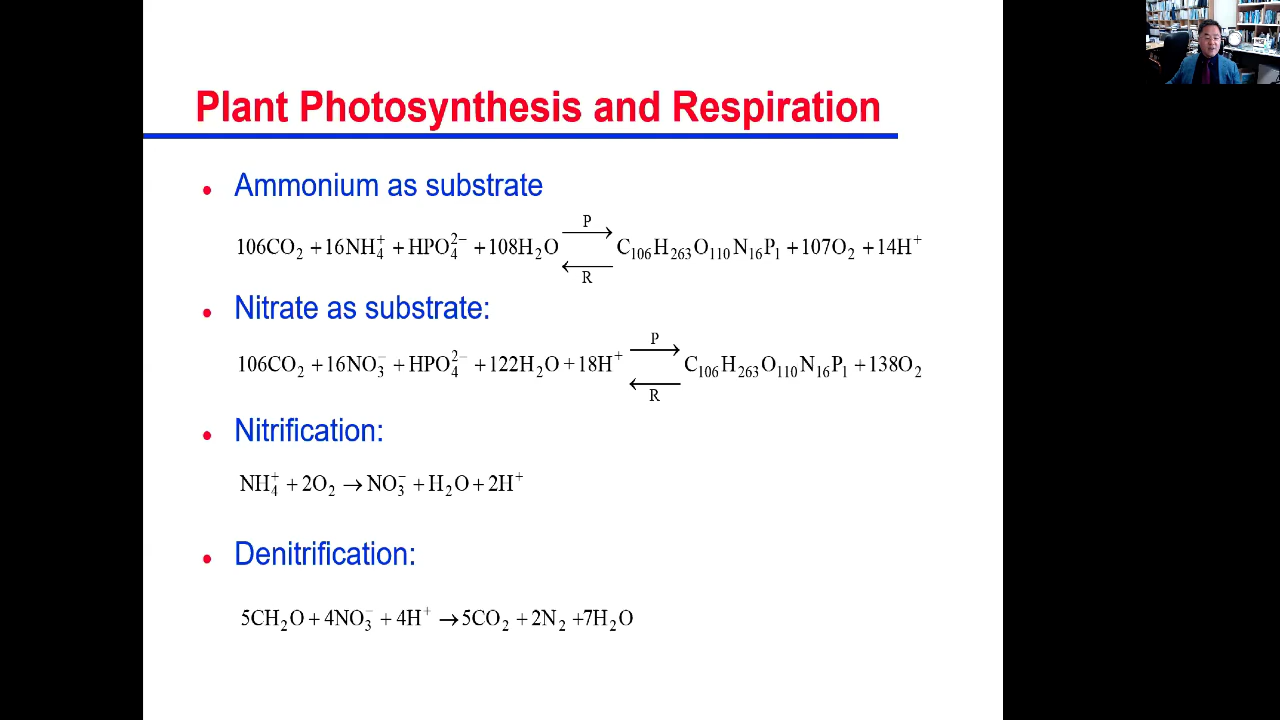 Plant Photosynthesis and Respiration
• Ammonium as substrate
P
106CO₂ + 16NH₄⁺ + HPO₄²⁻ + 108H₂O ⇄ C₁₀₆H₂₆₃O₁₁₀N₁₆P₁ + 107O₂ + 14H⁺
R
• Nitrate as substrate:
P
106CO₂ + 16NO₃⁻ + HPO₄²⁻ + 122H₂O + 18H⁺ ⇄ C₁₀₆H₂₆₃O₁₁₀N₁₆P₁ + 138O₂
R
• Nitrification:
NH₄⁺ + 2O₂ → NO₃⁻ + H₂O + 2H⁺
• Denitrification:
5CH₂O + 4NO₃⁻ + 4H⁺ → 5CO₂ + 2N₂ + 7H₂O